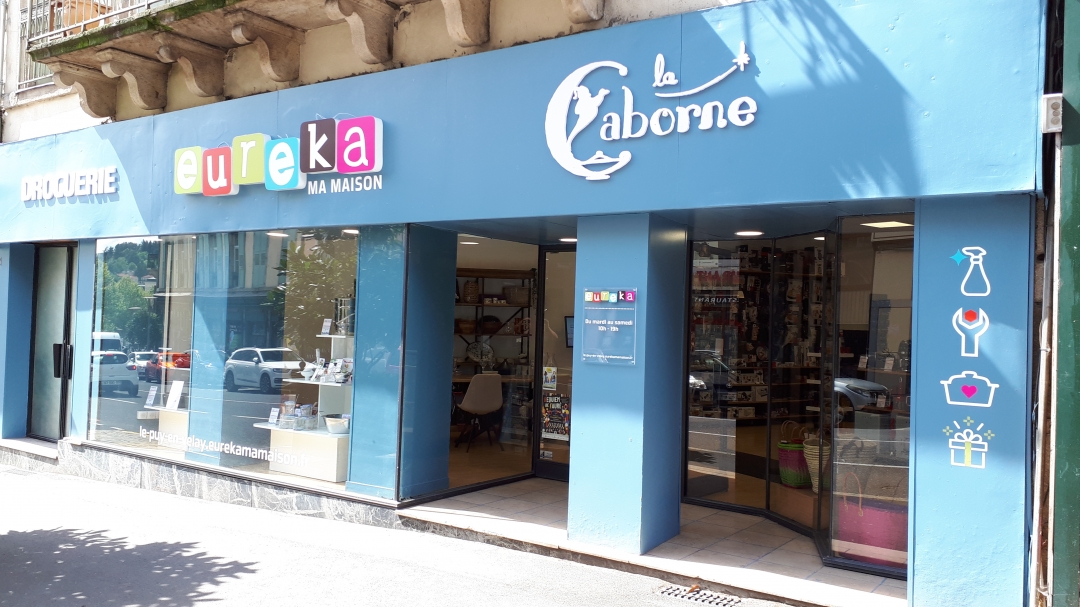 DROGUERIE
eureka
MA MAISON
la
Caborne
eureka
Du mardi au samedi
10h - 19h
le-puy-en-velay.eurekamamaison.fr
STAURANT